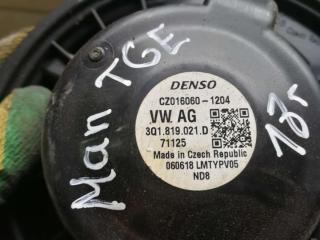 Man TGE
DENSO
CZ016060-1204
VW AG
3Q1.819.021.D
71125
Made in Czech Republic
060618 LMTYPV05
ND8
18r